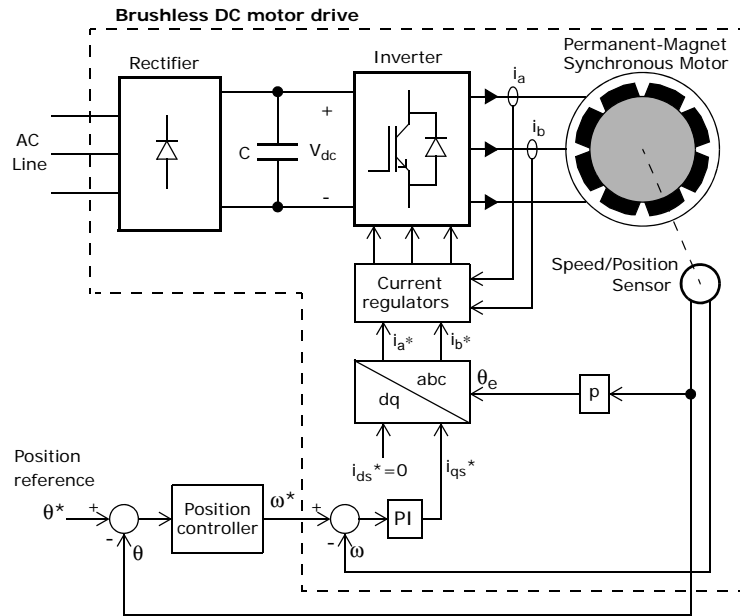 Brushless DC motor drive
Rectifier
Inverter
Permanent-Magnet
Synchronous Motor
i_a
i_b
AC
Line
C
V_dc
+
-
Speed/Position
Sensor
Current
regulators
i_a*
i_b*
abc
dq
θ_e
p
i_ds*=0
i_qs*
Position
reference
θ*
+
-
θ
Position
controller
ω*
+
-
ω
PI